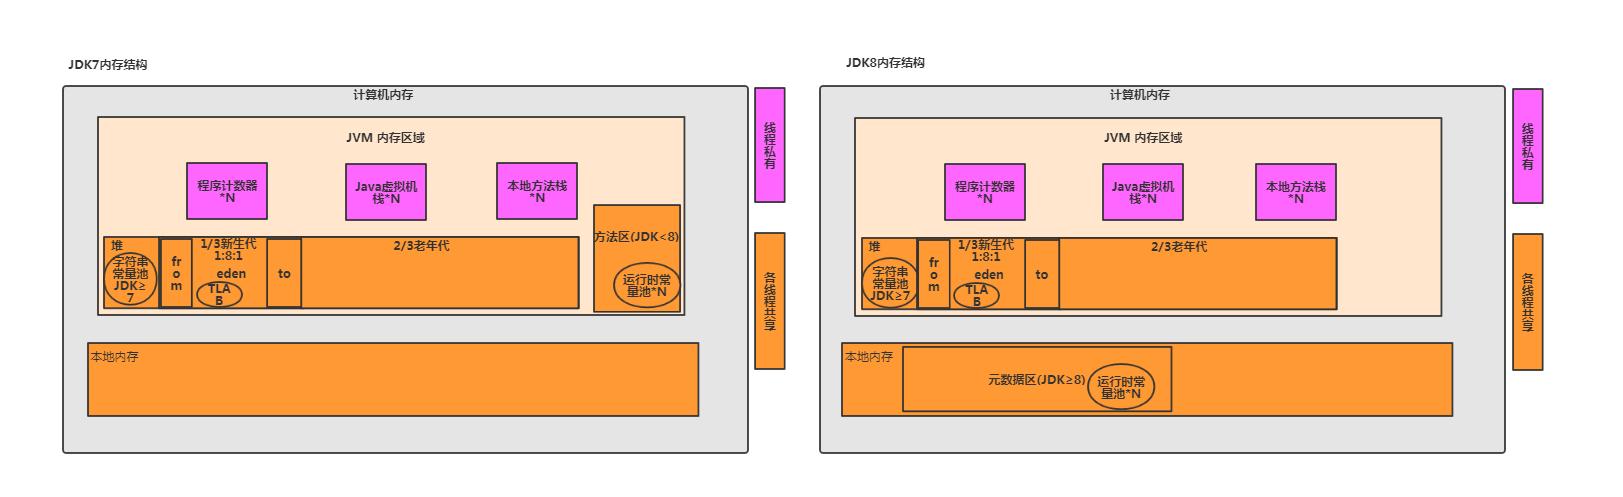 JDK7内存结构
计算机内存
JVM 内存区域
程序计数器
*N
Java虚拟机
栈*N
本地方法栈
*N
方法区(JDK<8)
运行时常
量池*N
堆
字符串
常量池
JDK≥
7
fr
o
m
1/3新生代
1:8:1
eden
TLA
B
to
2/3老年代
本地内存
线
程
私
有
各
线
程
共
享
JDK8内存结构
计算机内存
JVM 内存区域
程序计数器
*N
Java虚拟机
栈*N
本地方法栈
*N
堆
字符串
常量池
JDK≥7
fr
o
m
1/3新生代
1:8:1
eden
TLA
B
to
2/3老年代
本地内存
元数据区(JDK≥8)
运行时常
量池*N
线
程
私
有
各
线
程
共
享